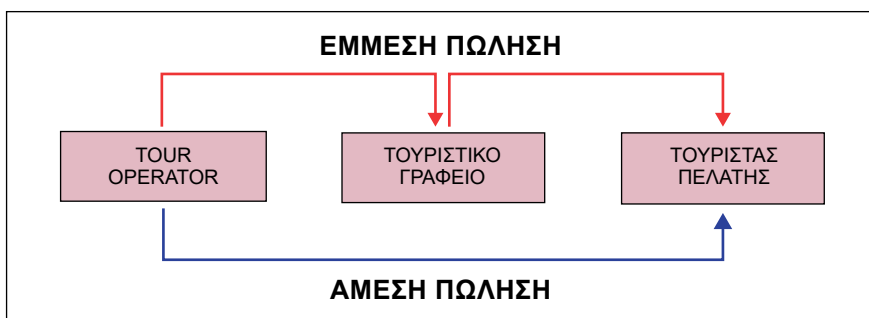 ΕΜΜΕΣΗ ΠΩΛΗΣΗ
TOUR
OPERATOR
ΤΟΥΡΙΣΤΙΚΟ
ΓΡΑΦΕΙΟ
ΤΟΥΡΙΣΤΑΣ
ΠΕΛΑΤΗΣ
ΑΜΕΣΗ ΠΩΛΗΣΗ